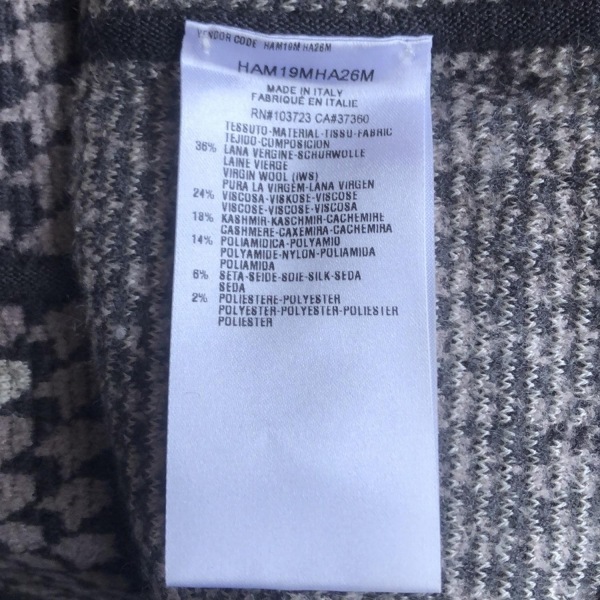 VENDOR CODE HAM19M HA26M
HAM19MHA26M
MADE IN ITALY
FABRIQUÉ EN ITALIE
RN#103723 CA#37360
TESSUTO-MATERIAL-TISSU-FABRIC
TEJIDO-COMPOSICION
36% LANA VERGINE-SCHURWOLLE
LAINE VIERGE
VIRGIN WOOL (IWS)
PURA LA VIRGEM-LANA VIRGEN
24% VISCOSA-VISKOSE-VISCOSE
VISCOSE-VISCOSE-VISCOSA
18% KASHMIR-KASCHMIR-CACHEMIRE
CASHMERE-CAXEMIRA-CACHEMIRA
14% POLIAMIDICA-POLYAMID
POLYAMIDE-NYLON-POLIAMIDA
POLIAMIDA
6% SETA-SEIDE-SOIE-SILK-SEDA
SEDA
2% POLIESTERE-POLYESTER
POLYESTER-POLYESTER-POLIESTER
POLIESTER